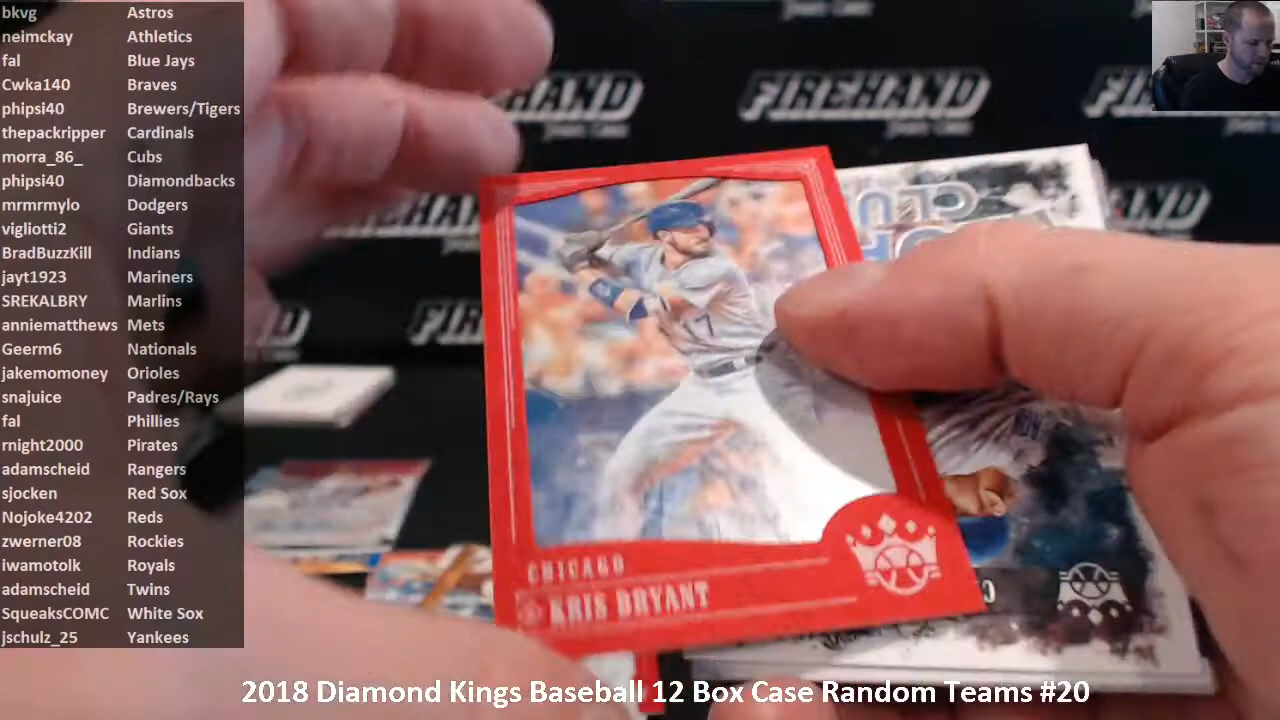 bkvg Astros
neimckay Athletics
fal Blue Jays
Cwka140 Braves
phipsi40 Brewers/Tigers
thepackripper Cardinals
morra_86_ Cubs
phipsi40 Diamondbacks
mrmrmylo Dodgers
vigliotti2 Giants
BradBuzzKill Indians
jayt1923 Mariners
SREKALBRY Marlins
anniematthews Mets
Geerm6 Nationals
jakemomoney Orioles
snajuice Padres/Rays
fal Phillies
rnight2000 Pirates
adamscheid Rangers
sjocken Red Sox
Nojoke4202 Reds
zwerner08 Rockies
iwamotolk Royals
adamscheid Twins
SqueaksCOMC White Sox
jschulz_25 Yankees
FIREHAND
FIREHAND
17
CHICAGO
KRIS BRYANT
2018 Diamond Kings Baseball 12 Box Case Random Teams #20